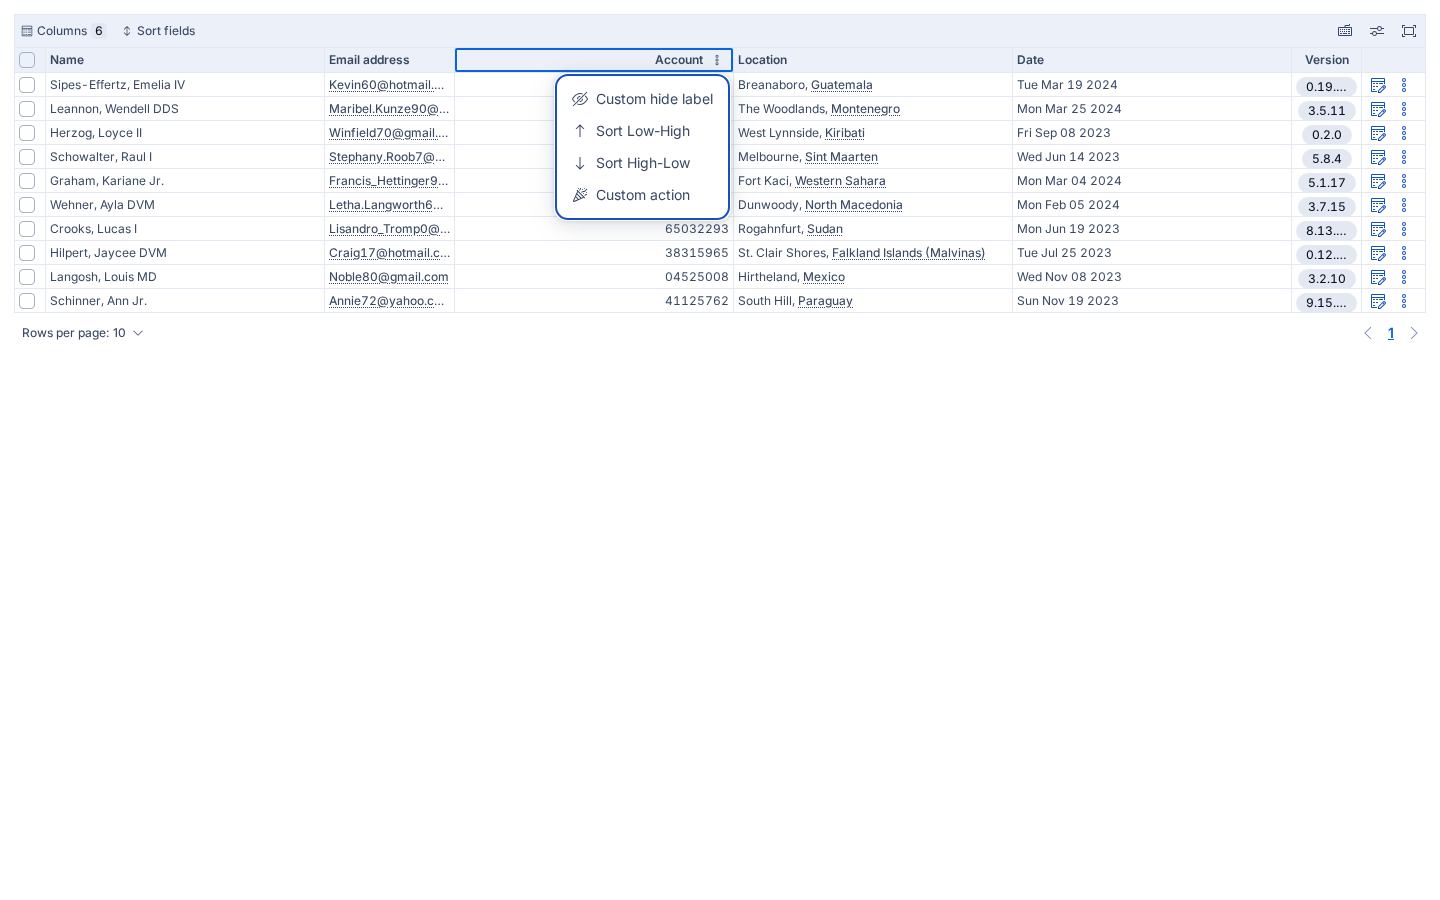 Columns 6 Sort fields
Name Email address Account Location Date Version
Sipes-Effertz, Emelia IV Kevin60@hotmail.… Breanaboro, Guatemala Tue Mar 19 2024 0.19.…
Custom hide label
Leannon, Wendell DDS Maribel.Kunze90@… The Woodlands, Montenegro Mon Mar 25 2024 3.5.11
Herzog, Loyce II Winfield70@gmail.… West Lynnside, Kiribati Fri Sep 08 2023 0.2.0
Sort Low-High
Schowalter, Raul I Stephany.Roob7@… Melbourne, Sint Maarten Wed Jun 14 2023 5.8.4
Sort High-Low
Graham, Kariane Jr. Francis_Hettinger9… Fort Kaci, Western Sahara Mon Mar 04 2024 5.1.17
Custom action
Wehner, Ayla DVM Letha.Langworth6… Dunwoody, North Macedonia Mon Feb 05 2024 3.7.15
Crooks, Lucas I Lisandro_Tromp0@… 65032293 Rogahnfurt, Sudan Mon Jun 19 2023 8.13.…
Hilpert, Jaycee DVM Craig17@hotmail.c… 38315965 St. Clair Shores, Falkland Islands (Malvinas) Tue Jul 25 2023 0.12.…
Langosh, Louis MD Noble80@gmail.com 04525008 Hirtheland, Mexico Wed Nov 08 2023 3.2.10
Schinner, Ann Jr. Annie72@yahoo.c… 41125762 South Hill, Paraguay Sun Nov 19 2023 9.15.…
Rows per page: 10 1